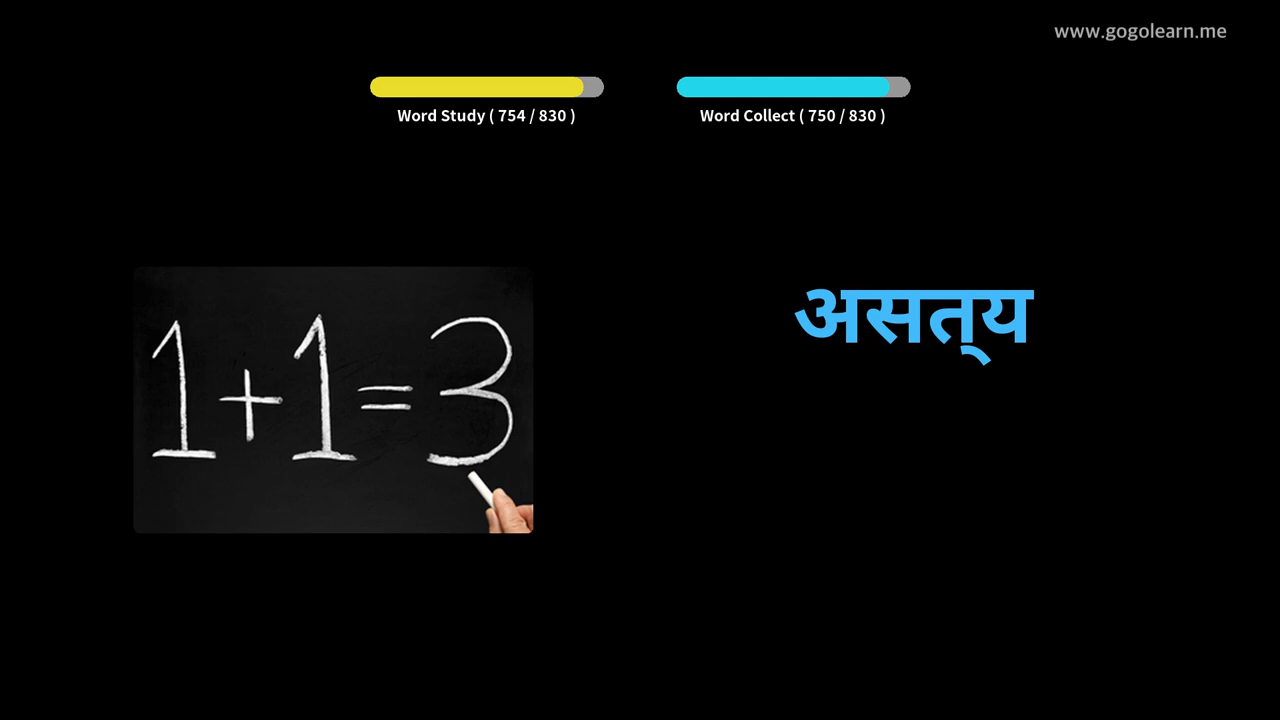 www.gogolearn.me
Word Study ( 754 / 830 )
Word Collect ( 750 / 830 )
1+1=3
असत्‌य